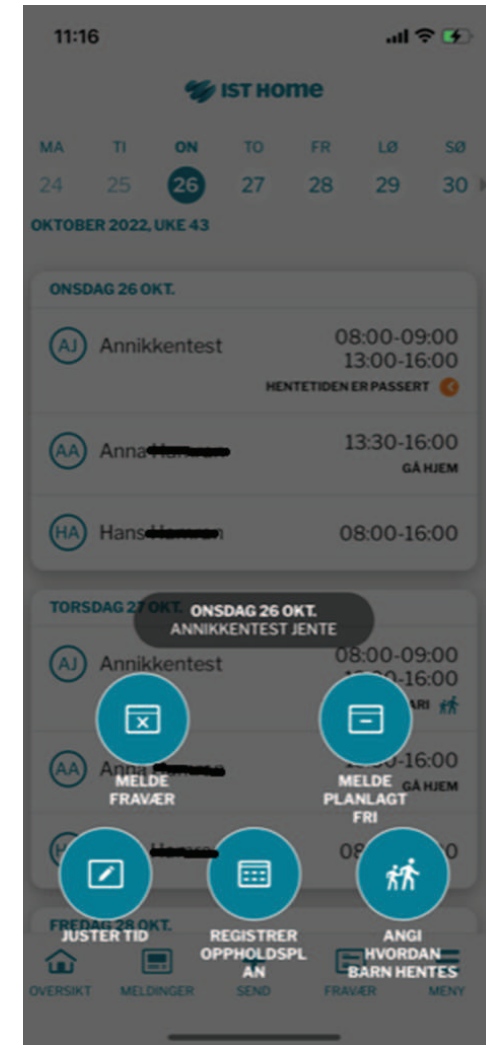 11:16
IST Home
MA TI ON TO FR LØ SØ
24 25 26 27 28 29 30
OKTOBER 2022, UKE 43
ONSDAG 26 OKT.
AJ Annikkentest 08:00-09:00
13:00-16:00
HENTETIDEN ER PASSERT
AA Anna 13:30-16:00
GÅ HJEM
HA Hans 08:00-16:00
TORSDAG 27 OKT.
ONSDAG 26 OKT.
ANNIKKENTEST JENTE
AJ Annikkentest 08:00-09:00
-16:00
AA Anna -16:00
GÅ HJEM
MELDE
FRAVÆR
MELDE
PLANLAGT
FRI
FREDAG 28 OKT.
JUSTER TID
REGISTRER
OPPHOLDSPL
AN
ANGI
HVORDAN
BARN HENTES
OVERSIKT MELDINGER SEND FRAVÆR MENY